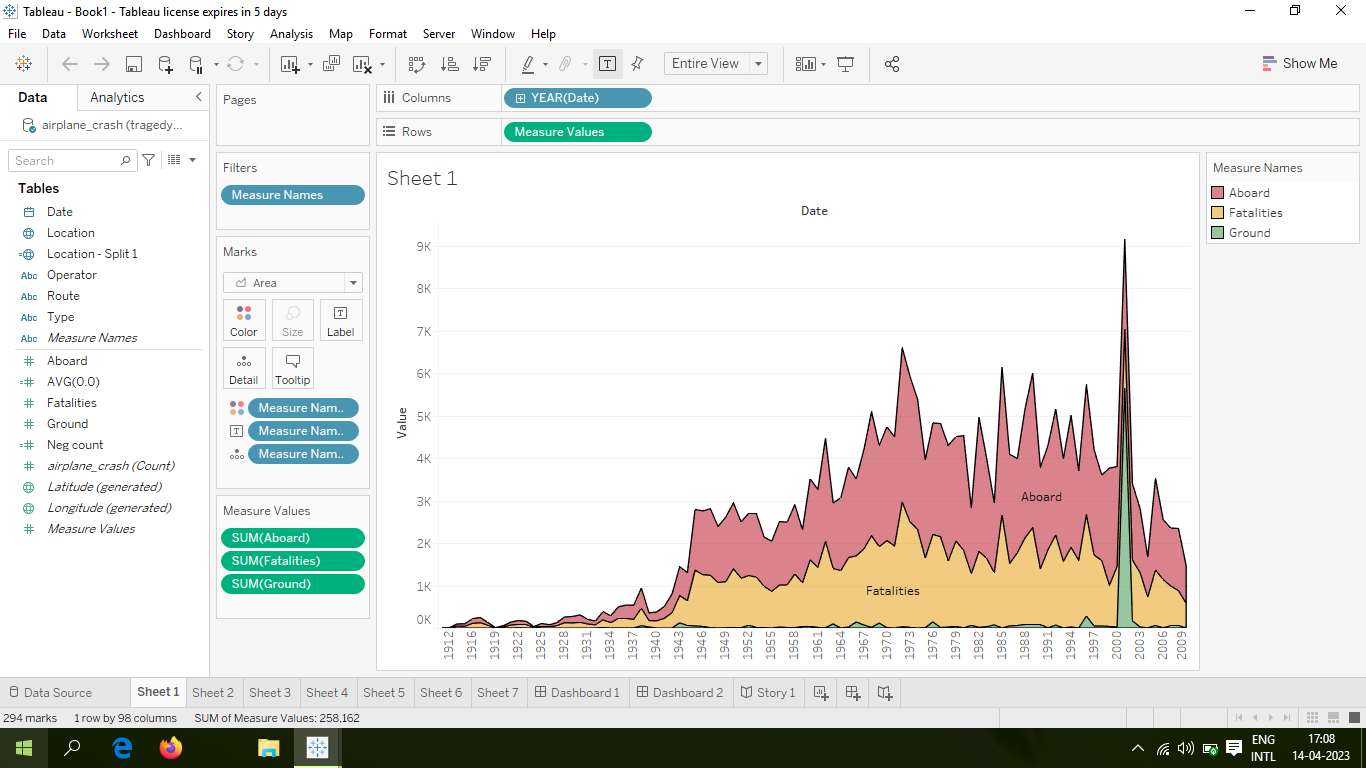 Tableau - Book1 - Tableau license expires in 5 days
File Data Worksheet Dashboard Story Analysis Map Format Server Window Help
T Entire View Show Me
Data Analytics
airplane_crash (tragedy...
Search
Tables
Date
Location
Location - Split 1
Abc Operator
Abc Route
Abc Type
Abc Measure Names
# Aboard
=# AVG(0.0)
# Fatalities
# Ground
=# Neg count
# airplane_crash (Count)
Latitude (generated)
Longitude (generated)
# Measure Values
Pages
Filters
Measure Names
Marks
Area
Color Size Label
Detail Tooltip
Measure Nam..
Measure Nam..
Measure Nam..
Measure Values
SUM(Aboard)
SUM(Fatalities)
SUM(Ground)
Columns YEAR(Date)
Rows Measure Values
Sheet 1
Date
Value
9K
8K
7K
6K
5K
4K
3K
2K
1K
0K
Aboard
Fatalities
1912 1916 1919 1922 1925 1928 1931 1934 1937 1940 1943 1946 1949 1952 1955 1958 1961 1964 1967 1970 1973 1976 1979 1982 1985 1988 1991 1994 1997 2000 2003 2006 2009
Measure Names
Aboard
Fatalities
Ground
Data Source Sheet 1 Sheet 2 Sheet 3 Sheet 4 Sheet 5 Sheet 6 Sheet 7 Dashboard 1 Dashboard 2 Story 1
294 marks 1 row by 98 columns SUM of Measure Values: 258,162
ENG 17:08
INTL 14-04-2023